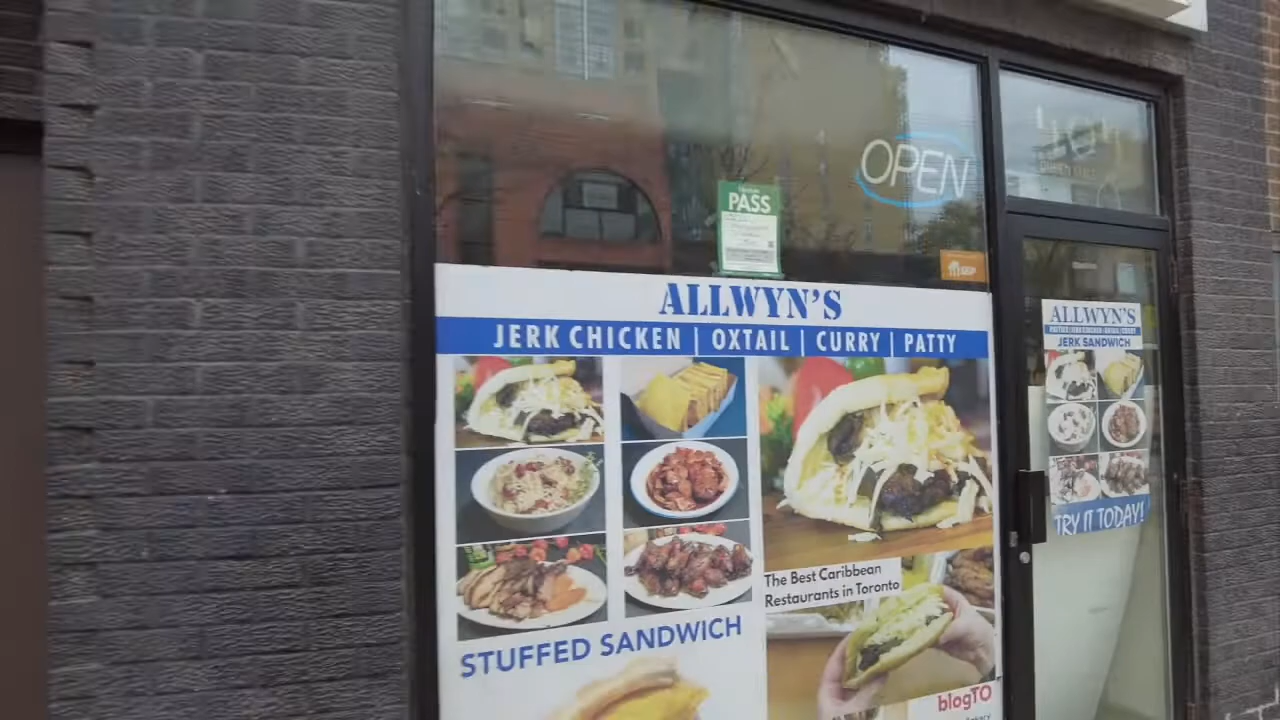 OPEN
PASS
SKIP
ALLWYN'S
JERK CHICKEN | OXTAIL | CURRY | PATTY
ALLWYN'S
JERK SANDWICH
The Best Caribbean
Restaurants in Toronto
TRY IT TODAY!
STUFFED SANDWICH
blogTO